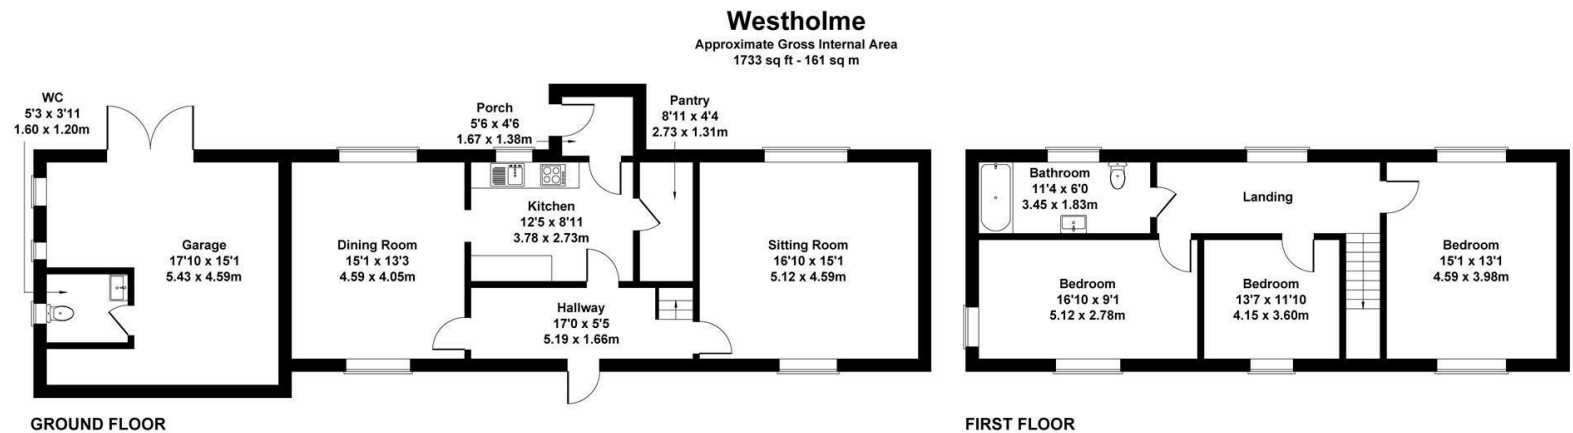 Westholme
Approximate Gross Internal Area
1733 sq ft - 161 sq m
WC
5'3 x 3'11
1.60 x 1.20m
Porch
5'6 x 4'6
1.67 x 1.38m
Pantry
8'11 x 4'4
2.73 x 1.31m
Kitchen
12'5 x 8'11
3.78 x 2.73m
Garage
17'10 x 15'1
5.43 x 4.59m
Dining Room
15'1 x 13'3
4.59 x 4.05m
Sitting Room
16'10 x 15'1
5.12 x 4.59m
Hallway
17'0 x 5'5
5.19 x 1.66m
Bathroom
11'4 x 6'0
3.45 x 1.83m
Landing
Bedroom
15'1 x 13'1
4.59 x 3.98m
Bedroom
16'10 x 9'1
5.12 x 2.78m
Bedroom
13'7 x 11'10
4.15 x 3.60m
GROUND FLOOR
FIRST FLOOR